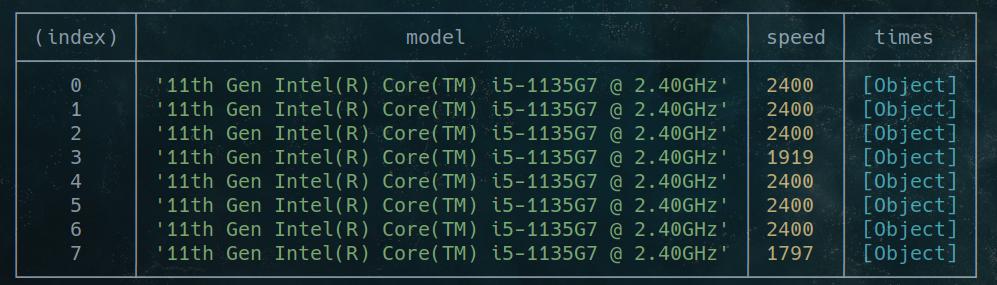 (index) model speed times
0 '11th Gen Intel(R) Core(TM) i5-1135G7 @ 2.40GHz' 2400 [Object]
1 '11th Gen Intel(R) Core(TM) i5-1135G7 @ 2.40GHz' 2400 [Object]
2 '11th Gen Intel(R) Core(TM) i5-1135G7 @ 2.40GHz' 2400 [Object]
3 '11th Gen Intel(R) Core(TM) i5-1135G7 @ 2.40GHz' 1919 [Object]
4 '11th Gen Intel(R) Core(TM) i5-1135G7 @ 2.40GHz' 2400 [Object]
5 '11th Gen Intel(R) Core(TM) i5-1135G7 @ 2.40GHz' 2400 [Object]
6 '11th Gen Intel(R) Core(TM) i5-1135G7 @ 2.40GHz' 2400 [Object]
7 '11th Gen Intel(R) Core(TM) i5-1135G7 @ 2.40GHz' 1797 [Object]